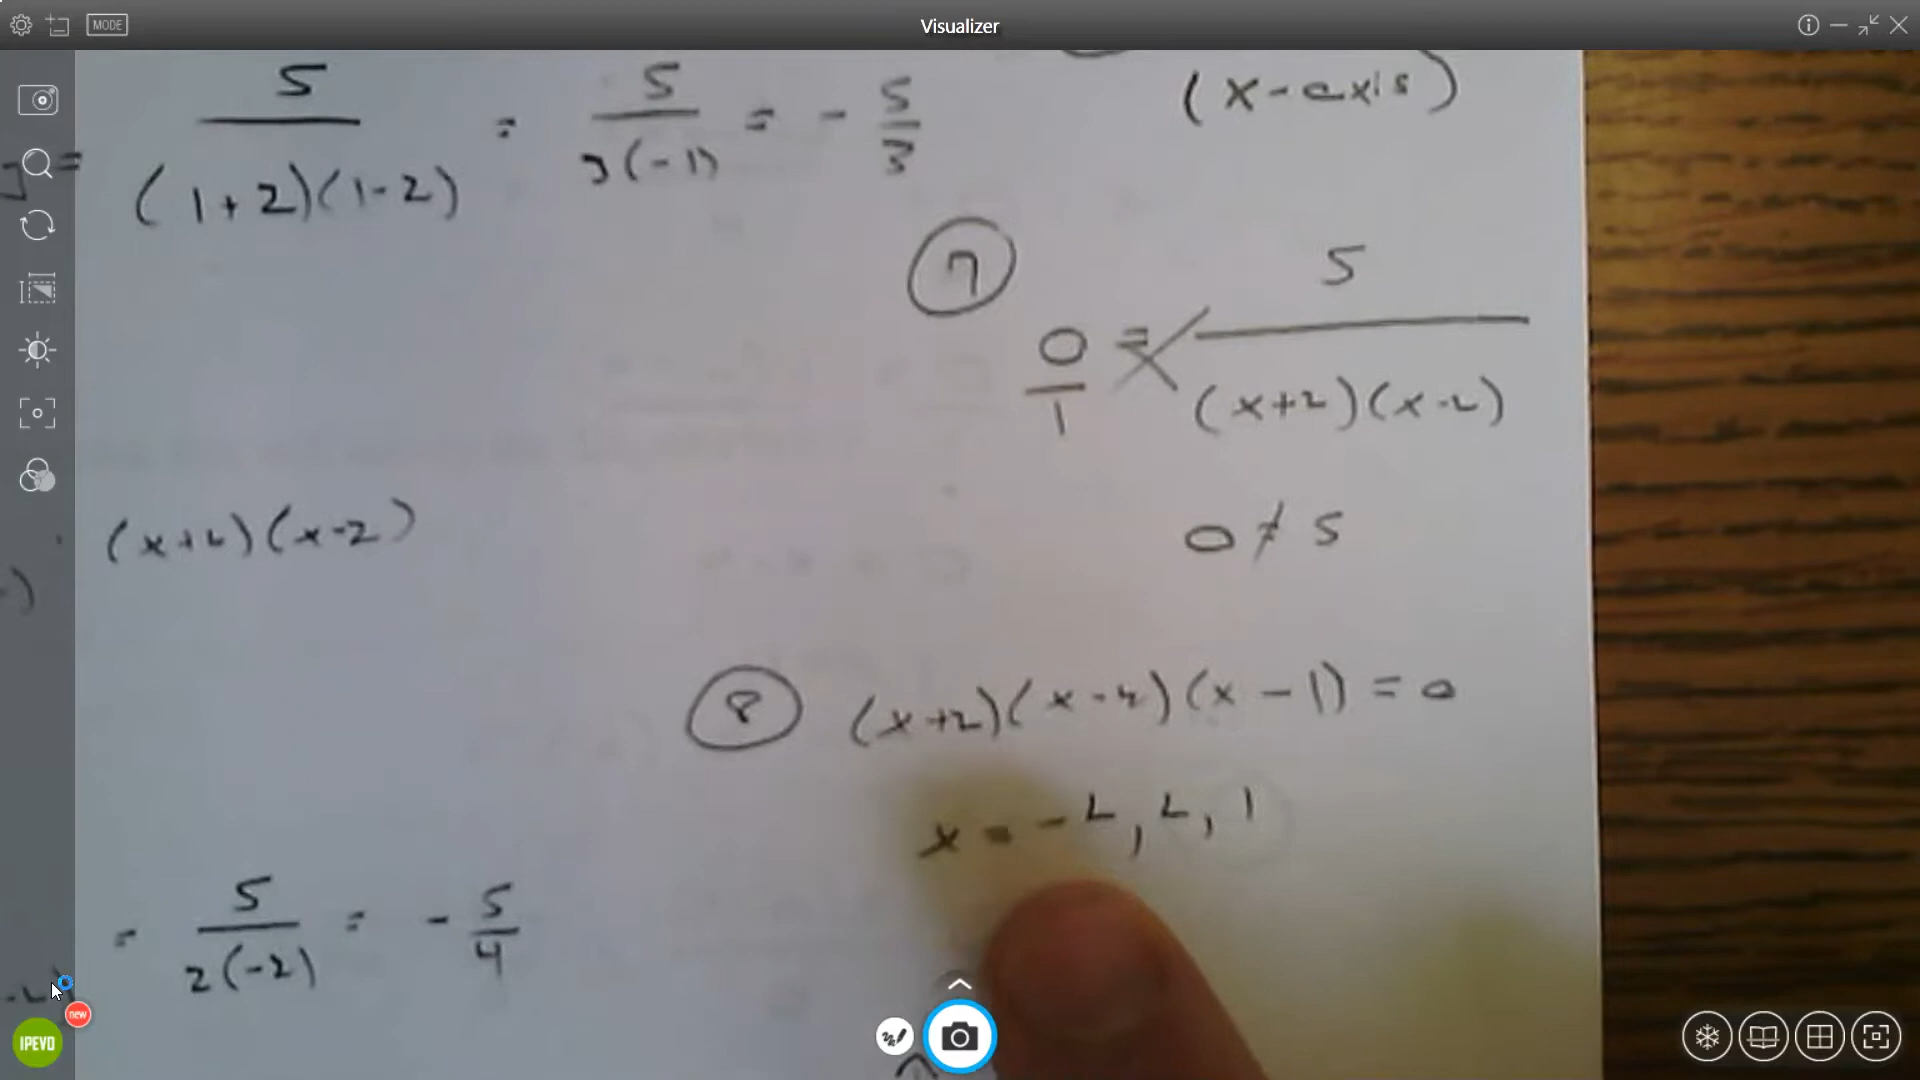 MODE
Visualizer
5 / (1+2)(1-2) = 5 / 3(-1) = - 5/3
(x-axis)
7
0/1 = 5 / (x+2)(x-2)
0 ≠ 5
(x+2)(x-2)
8 (x+2)(x-2)(x-1) = 0
x = -2, 2, 1
= 5 / 2(-2) = - 5/4
new
IPEVO